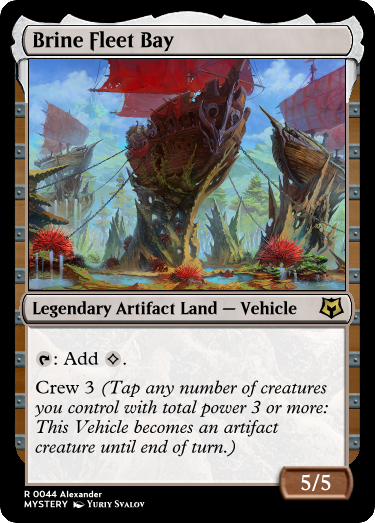 Brine Fleet Bay
Legendary Artifact Land — Vehicle
: Add .
Crew 3 (Tap any number of creatures
you control with total power 3 or more:
This Vehicle becomes an artifact
creature until end of turn.)
5/5
R 0044 Alexander
MYSTERY Yuriy Svalov